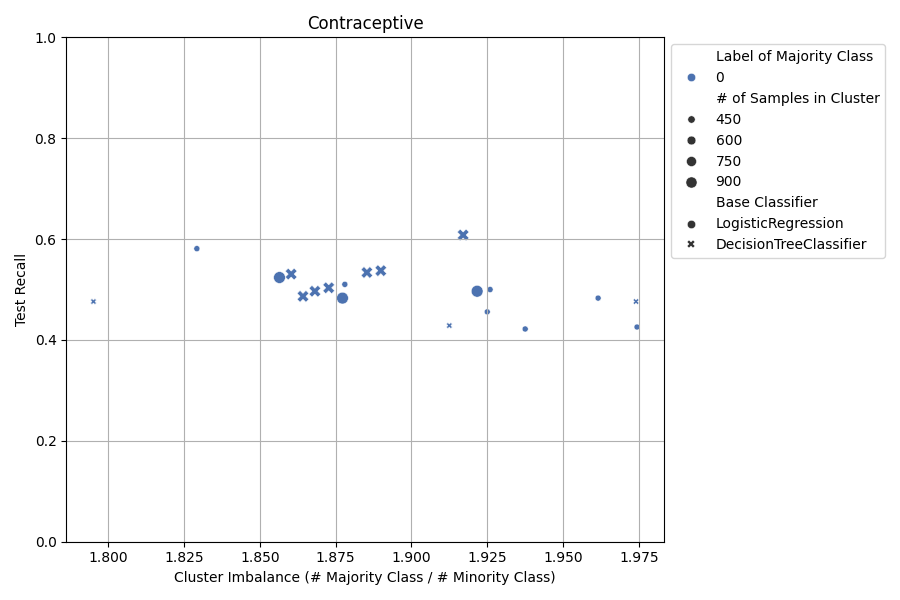 Contraceptive
1.0
0.8
0.6
0.4
0.2
0.0
Test Recall
1.800 1.825 1.850 1.875 1.900 1.925 1.950 1.975
Cluster Imbalance (# Majority Class / # Minority Class)
Label of Majority Class
0
# of Samples in Cluster
450
600
750
900
Base Classifier
LogisticRegression
DecisionTreeClassifier